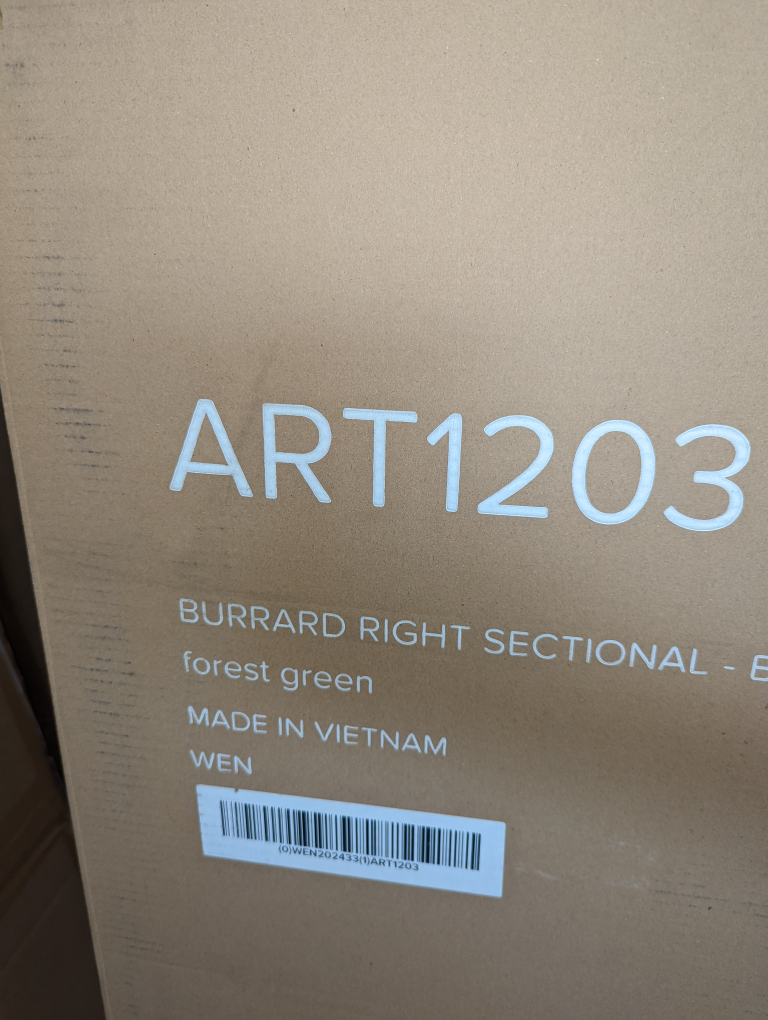 ART1203
BURRARD RIGHT SECTIONAL -
forest green
MADE IN VIETNAM
WEN
(0)WEN202433(1)ART1203